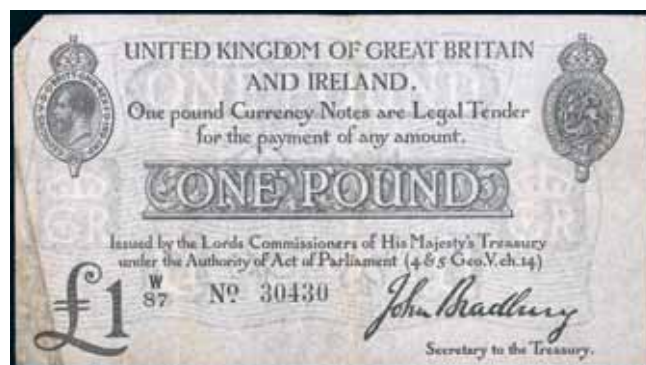 UNITED KINGDOM OF GREAT BRITAIN
AND IRELAND.
One pound Currency Notes are Legal Tender
for the payment of any amount.
ONE POUND
Issued by the Lords Commissioners of His Majesty's Treasury
under the Authority of Act of Parliament (4 & 5 Geo.V. ch.14)
£1 W/87 Nº 30430
John Bradbury
Secretary to the Treasury.